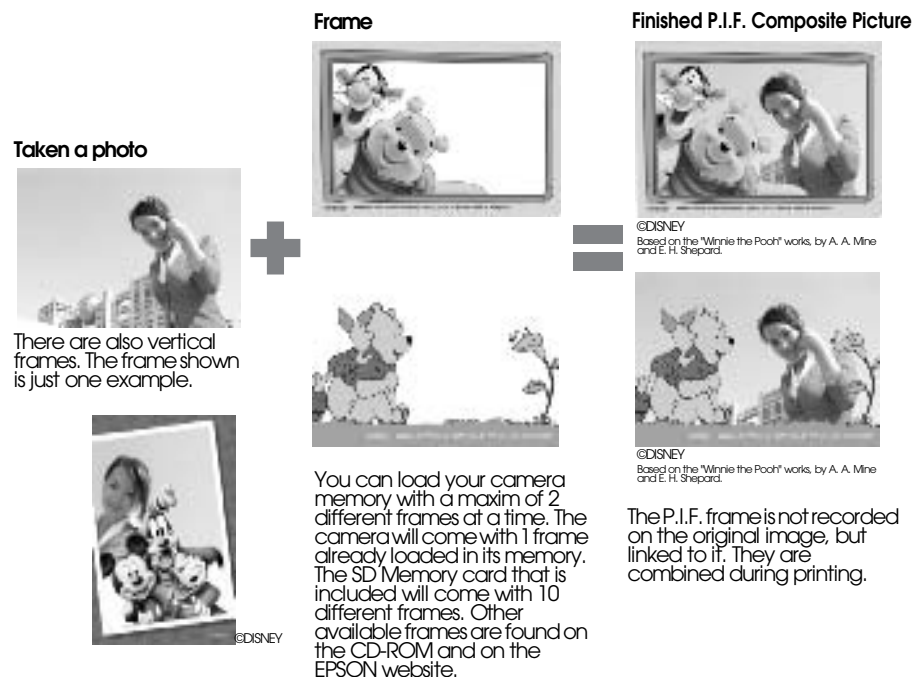 Frame
Finished P.I.F. Composite Picture
Taken a photo
©DISNEY
Based on the "Winnie the Pooh" works, by A. A. Mine
and E. H. Shepard.
There are also vertical
frames. The frame shown
is just one example.
©DISNEY
Based on the "Winnie the Pooh" works, by A. A. Mine
and E. H. Shepard.
You can load your camera
memory with a maxim of 2
different frames at a time. The
camera will come with 1 frame
already loaded in its memory.
The SD Memory card that is
included will come with 10
different frames. Other
available frames are found on
the CD-ROM and on the
EPSON website.
The P.I.F. frame is not recorded
on the original image, but
linked to it. They are
combined during printing.
©DISNEY